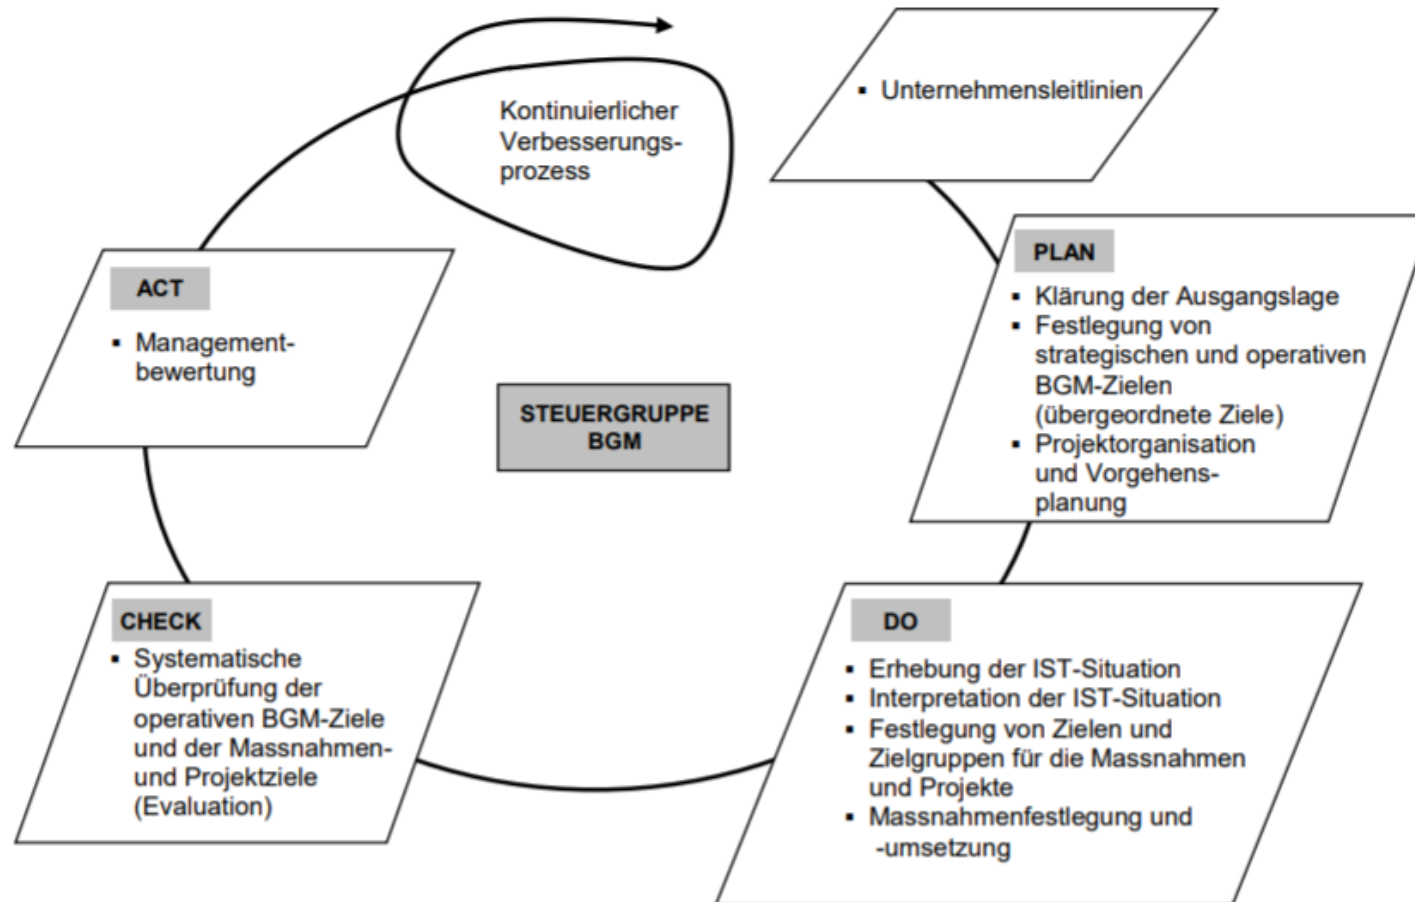 Kontinuierlicher
Verbesserungs-
prozess
▪ Unternehmensleitlinien
PLAN
▪ Klärung der Ausgangslage
▪ Festlegung von
strategischen und operativen
BGM-Zielen
(übergeordnete Ziele)
▪ Projektorganisation
und Vorgehens-
planung
DO
▪ Erhebung der IST-Situation
▪ Interpretation der IST-Situation
▪ Festlegung von Zielen und
Zielgruppen für die Massnahmen
und Projekte
▪ Massnahmenfestlegung und
-umsetzung
CHECK
▪ Systematische
Überprüfung der
operativen BGM-Ziele
und der Massnahmen-
und Projektziele
(Evaluation)
ACT
▪ Management-
bewertung
STEUERGRUPPE
BGM